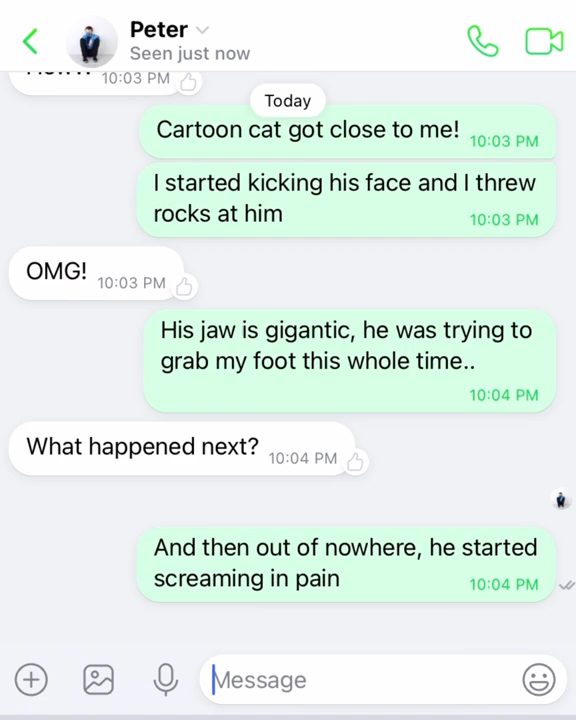 Peter
Seen just now
10:03 PM
Today
Cartoon cat got close to me!
10:03 PM
I started kicking his face and I threw
rocks at him
10:03 PM
OMG!
10:03 PM
His jaw is gigantic, he was trying to
grab my foot this whole time..
10:04 PM
What happened next?
10:04 PM
And then out of nowhere, he started
screaming in pain
10:04 PM
Message